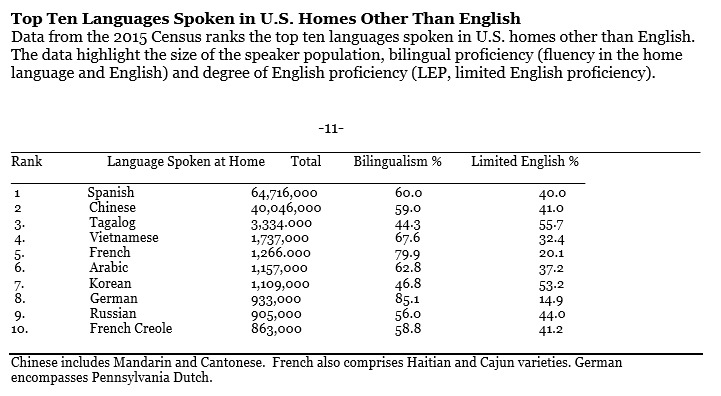 Top Ten Languages Spoken in U.S. Homes Other Than English
Data from the 2015 Census ranks the top ten languages spoken in U.S. homes other than English.
The data highlight the size of the speaker population, bilingual proficiency (fluency in the home
language and English) and degree of English proficiency (LEP, limited English proficiency).
-11-
Rank Language Spoken at Home Total Bilingualism % Limited English %
1 Spanish 64,716,000 60.0 40.0
2 Chinese 40,046,000 59.0 41.0
3. Tagalog 3,334.000 44.3 55.7
4. Vietnamese 1,737,000 67.6 32.4
5. French 1,266.000 79.9 20.1
6. Arabic 1,157,000 62.8 37.2
7. Korean 1,109,000 46.8 53.2
8. German 933,000 85.1 14.9
9. Russian 905,000 56.0 44.0
10. French Creole 863,000 58.8 41.2
Chinese includes Mandarin and Cantonese. French also comprises Haitian and Cajun varieties. German
encompasses Pennsylvania Dutch.